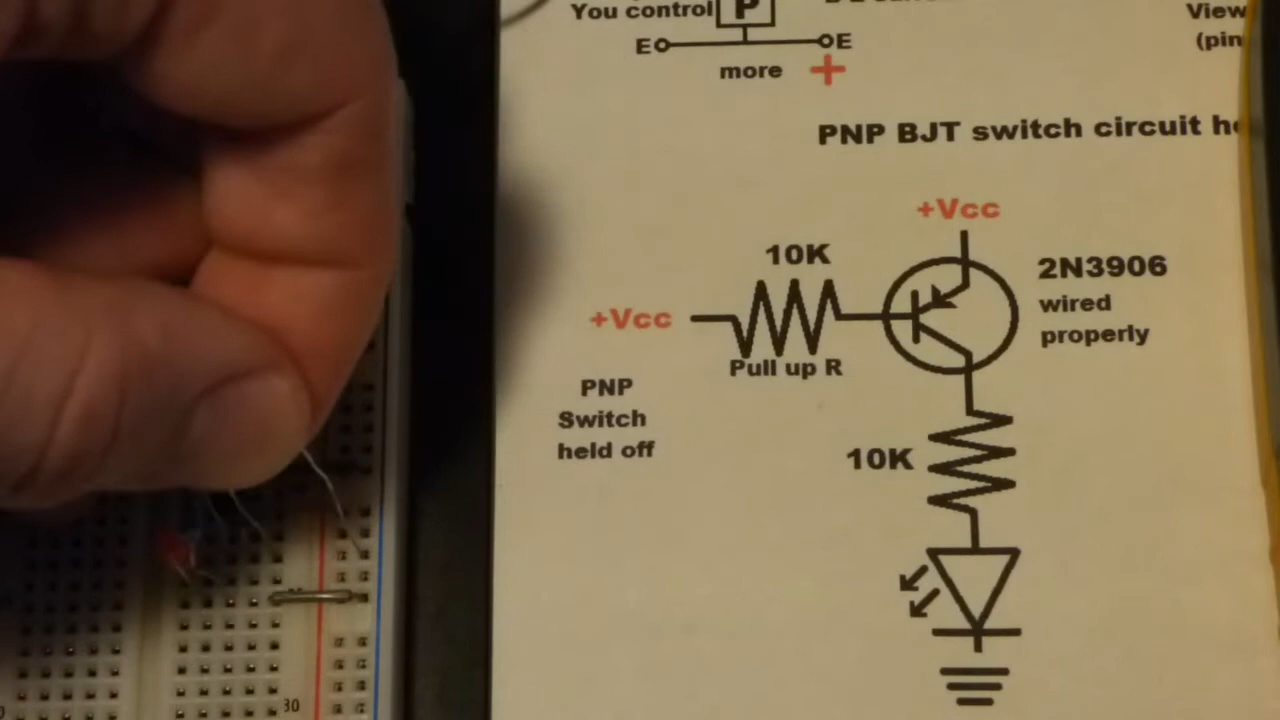 You control
P
E
E
more
+
View
(pin
PNP BJT switch circuit
+Vcc
10K
2N3906
wired
properly
+Vcc
Pull up R
PNP
Switch
held off
10K
30